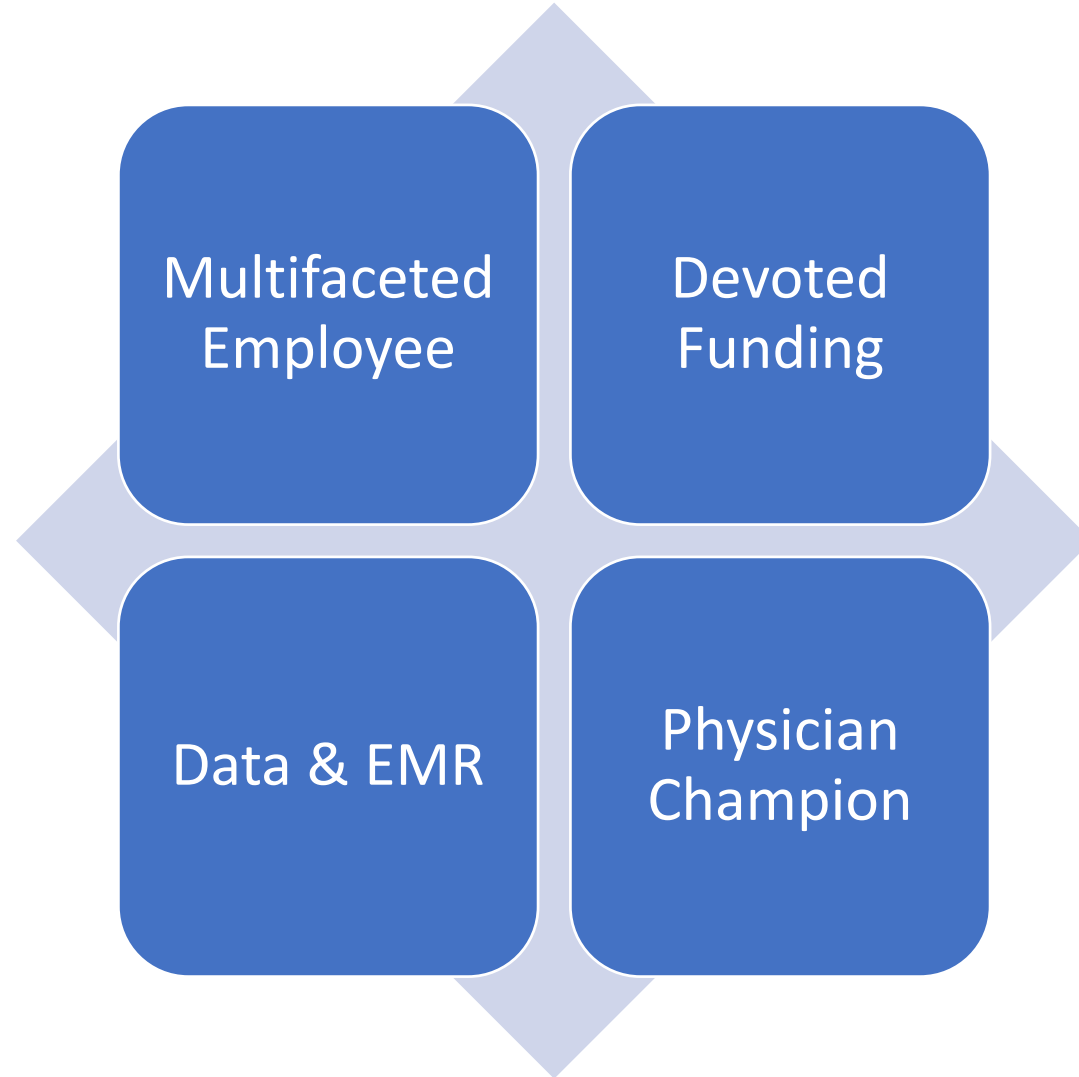 Multifaceted
Employee
Devoted
Funding
Data & EMR
Physician
Champion